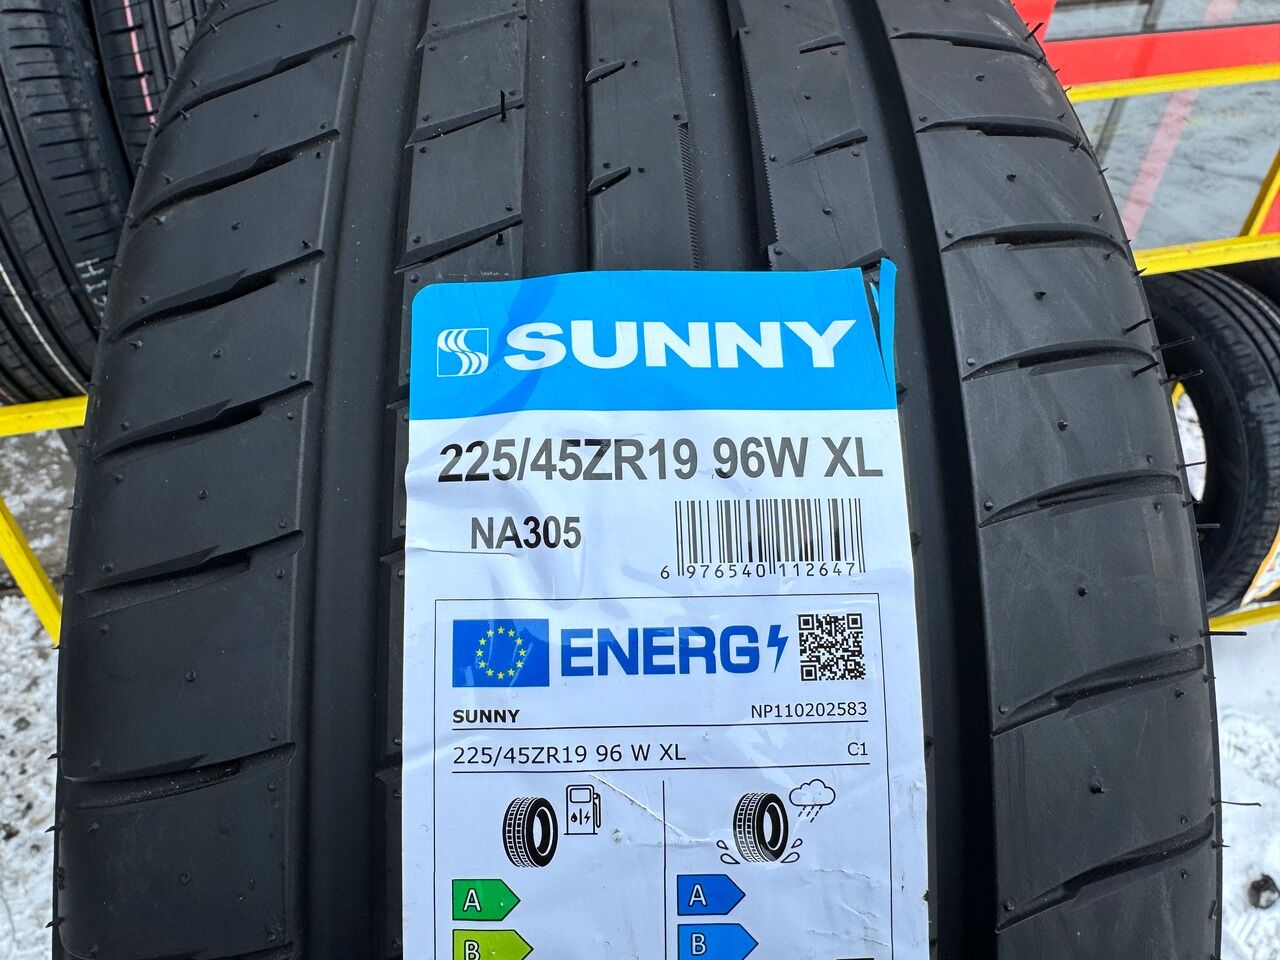 SUNNY
225/45ZR19 96W XL
NA305
6 976540 112647
ENERG
SUNNY NP110202583
225/45ZR19 96 W XL C1
A A
B B